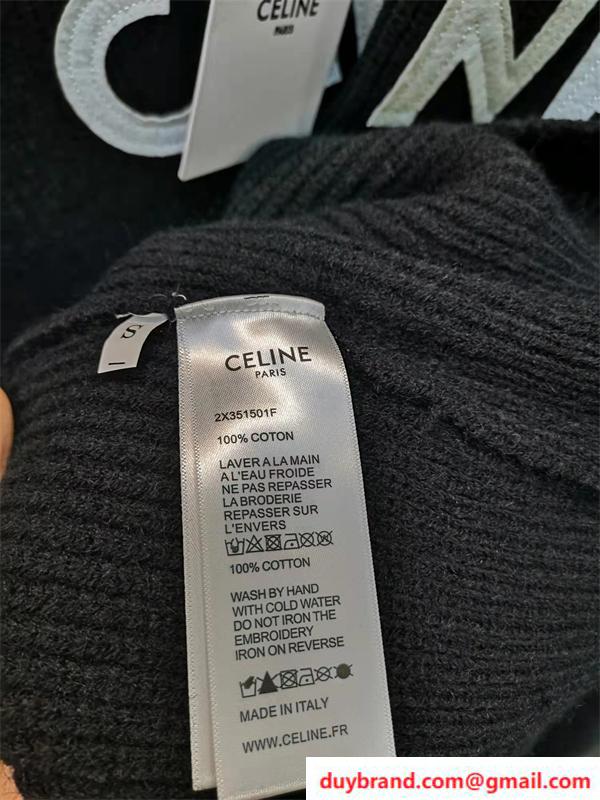 CELINE
PARIS
S
CELINE
PARIS
2X351501F
100% COTON
LAVER A LA MAIN
A L'EAU FROIDE
NE PAS REPASSER
LA BRODERIE
REPASSER SUR
L'ENVERS
100% COTTON
WASH BY HAND
WITH COLD WATER
DO NOT IRON THE
EMBROIDERY
IRON ON REVERSE
MADE IN ITALY
WWW.CELINE.FR
duybrand.com@gmail.com